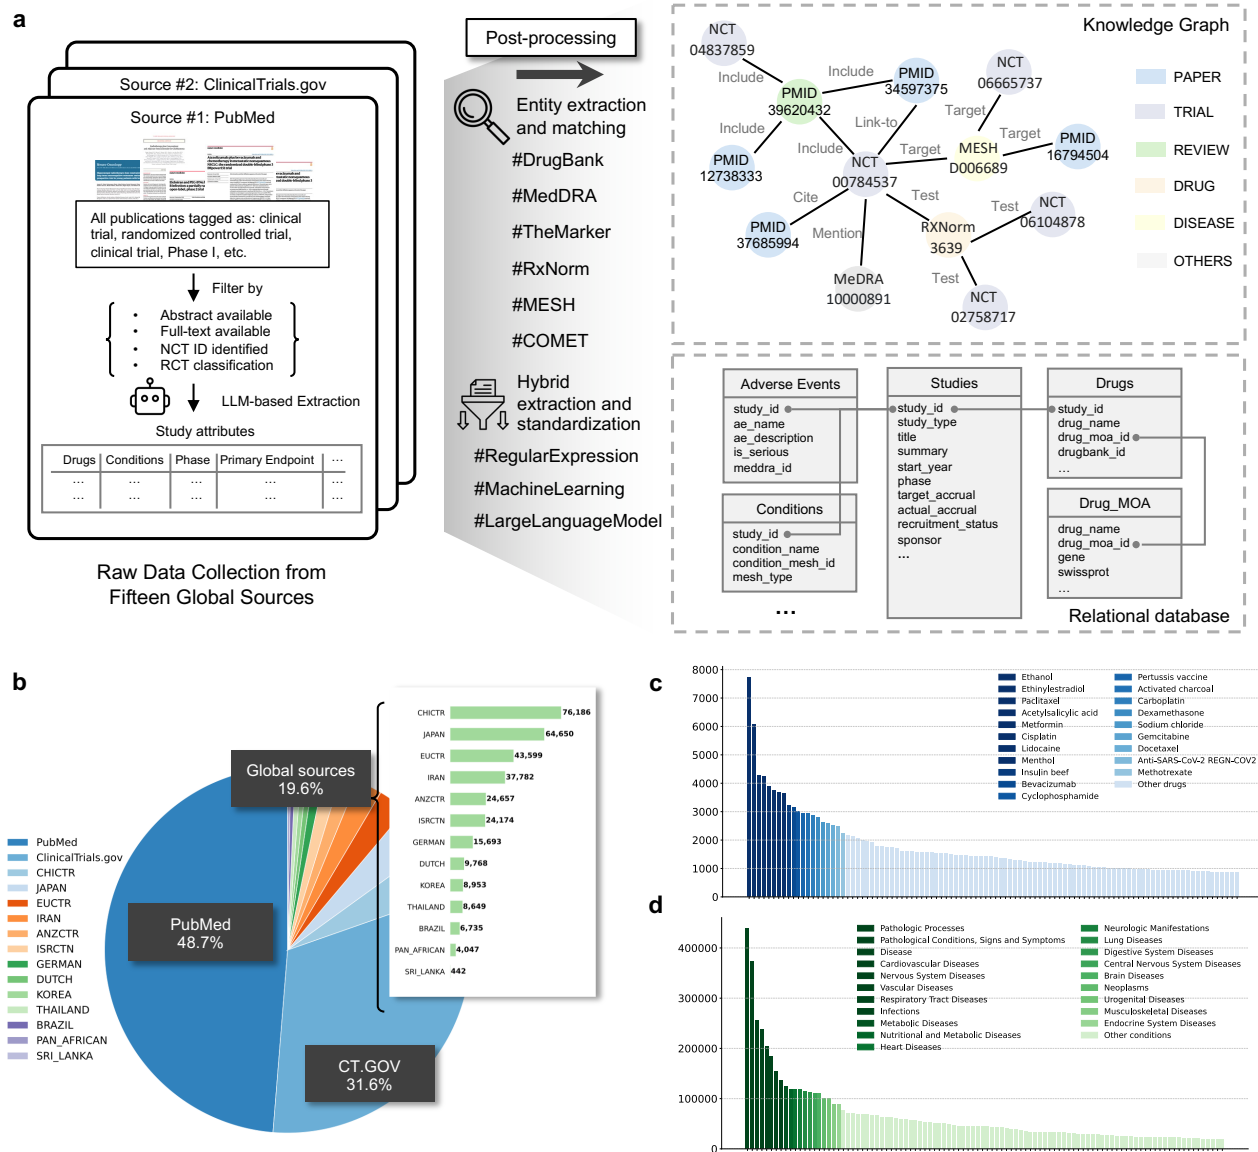 a
Source #2: ClinicalTrials.gov
Source #1: PubMed
All publications tagged as: clinical
trial, randomized controlled trial,
clinical trial, Phase I, etc.
Filter by
• Abstract available
• Full-text available
• NCT ID identified
• RCT classification
LLM-based Extraction
Study attributes
Drugs Conditions Phase Primary Endpoint ...
... ... ... ... ...
... ... ... ... ...
Raw Data Collection from
Fifteen Global Sources
Post-processing
Entity extraction
and matching
#DrugBank
#MedDRA
#TheMarker
#RxNorm
#MESH
#COMET
Hybrid
extraction and
standardization
#RegularExpression
#MachineLearning
#LargeLanguageModel
Knowledge Graph
NCT
04837859
Include
Include
PMID
39620432
PMID
34597375
NCT
06665737
Include
Link-to
Target
Include
Target
PMID
12738333
NCT
00784537
Target
MESH
D006689
PMID
16794504
Cite
Test
Test
NCT
06104878
PMID
37685994
Mention
RXNorm
3639
MeDRA
10000891
Test
NCT
02758717
PAPER
TRIAL
REVIEW
DRUG
DISEASE
OTHERS
Adverse Events
study_id
ae_name
ae_description
is_serious
meddra_id
Conditions
study_id
condition_name
condition_mesh_id
mesh_type
...
Studies
study_id
study_type
title
summary
start_year
phase
target_accrual
actual_accrual
recruitment_status
sponsor
...
Drugs
study_id
drug_name
drug_moa_id
drugbank_id
...
Drug_MOA
drug_name
drug_moa_id
gene
swissprot
...
Relational database
b
PubMed
ClinicalTrials.gov
CHICTR
JAPAN
EUCTR
IRAN
ANZCTR
ISRCTN
GERMAN
DUTCH
KOREA
THAILAND
BRAZIL
PAN_AFRICAN
SRI_LANKA
Global sources
19.6%
PubMed
48.7%
CT.GOV
31.6%
CHICTR 76,186
JAPAN 64,650
EUCTR 43,599
IRAN 37,782
ANZCTR 24,657
ISRCTN 24,174
GERMAN 15,693
DUTCH 9,768
KOREA 8,953
THAILAND 8,649
BRAZIL 6,735
PAN_AFRICAN 4,047
SRI_LANKA 442
c
8000
7000
6000
5000
4000
3000
2000
1000
0
Ethanol
Ethinylestradiol
Paclitaxel
Acetylsalicylic acid
Metformin
Cisplatin
Lidocaine
Menthol
Insulin beef
Bevacizumab
Cyclophosphamide
Pertussis vaccine
Activated charcoal
Carboplatin
Dexamethasone
Sodium chloride
Gemcitabine
Docetaxel
Anti-SARS-CoV-2 REGN-COV2
Methotrexate
Other drugs
d
400000
300000
200000
100000
0
Pathologic Processes
Pathological Conditions, Signs and Symptoms
Disease
Cardiovascular Diseases
Nervous System Diseases
Vascular Diseases
Respiratory Tract Diseases
Infections
Metabolic Diseases
Nutritional and Metabolic Diseases
Heart Diseases
Neurologic Manifestations
Lung Diseases
Digestive System Diseases
Central Nervous System Diseases
Brain Diseases
Neoplasms
Urogenital Diseases
Musculoskeletal Diseases
Endocrine System Diseases
Other conditions